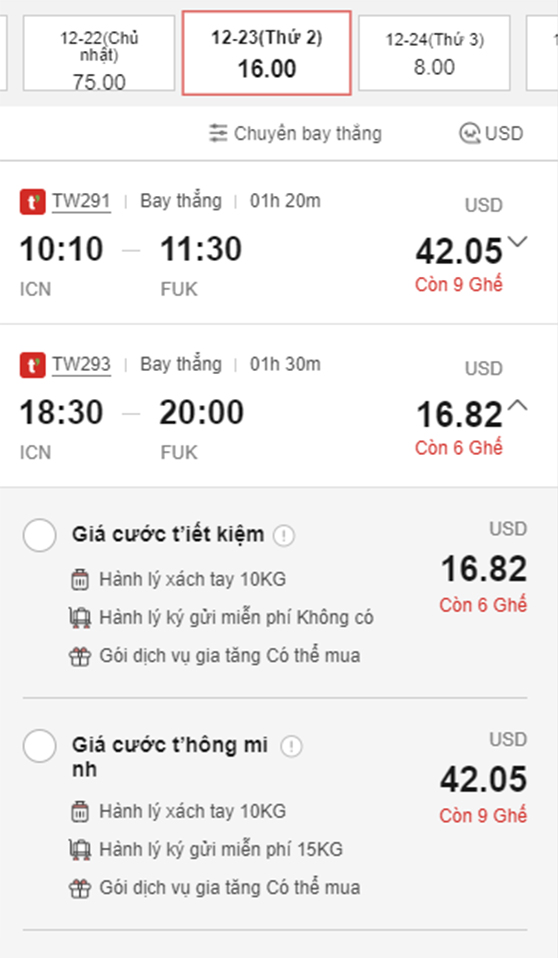 12-22(Chủ
nhật)
75.00
12-23(Thứ 2)
16.00
12-24(Thứ 3)
8.00
Chuyên bay thẳng
USD
t'
TW291 | Bay thẳng | 01h 20m
USD
10:10 — 11:30
42.05
Còn 9 Ghế
ICN
FUK
t'
TW293 | Bay thẳng | 01h 30m
USD
18:30 — 20:00
16.82
Còn 6 Ghế
ICN
FUK
Giá cước t'iết kiệm
USD
16.82
Còn 6 Ghế
Hành lý xách tay 10KG
Hành lý ký gửi miễn phí Không có
Gói dịch vụ gia tăng Có thể mua
Giá cước t'hông mi
nh
USD
42.05
Còn 9 Ghế
Hành lý xách tay 10KG
Hành lý ký gửi miễn phí 15KG
Gói dịch vụ gia tăng Có thể mua